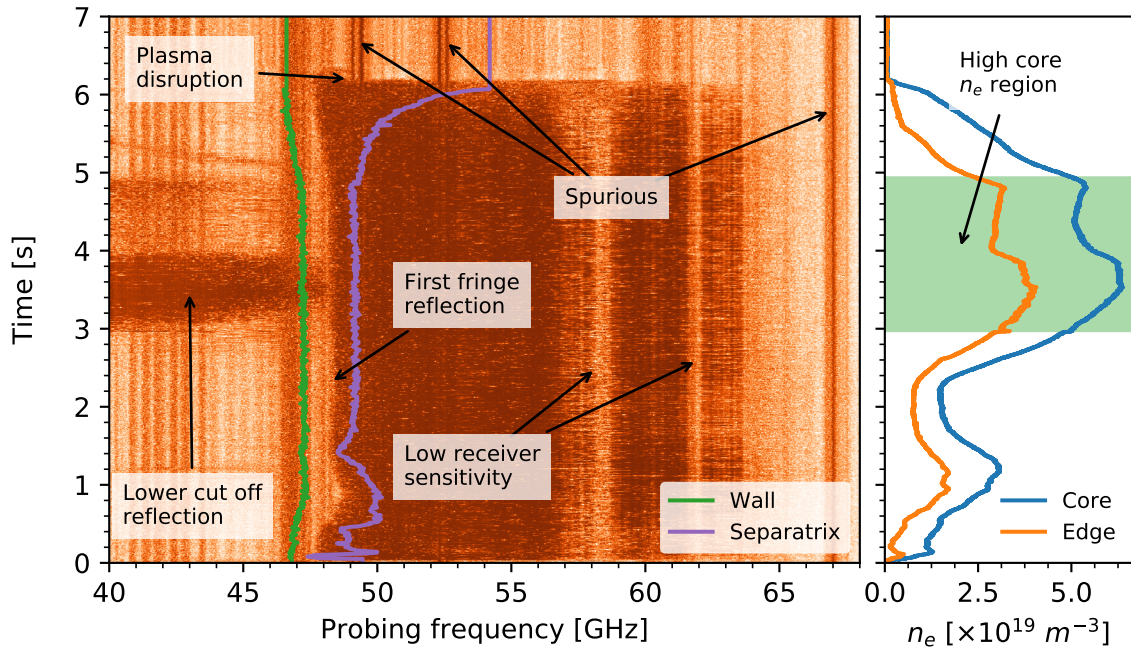 Plasma
disruption
High core
n_e region
Spurious
First fringe
reflection
Low receiver
sensitivity
Lower cut off
reflection
Wall
Separatrix
Core
Edge
Time [s]
7
6
5
4
3
2
1
0
40
45
50
55
60
65
Probing frequency [GHz]
0.0
2.5
5.0
n_e [×10^19 m^−3]